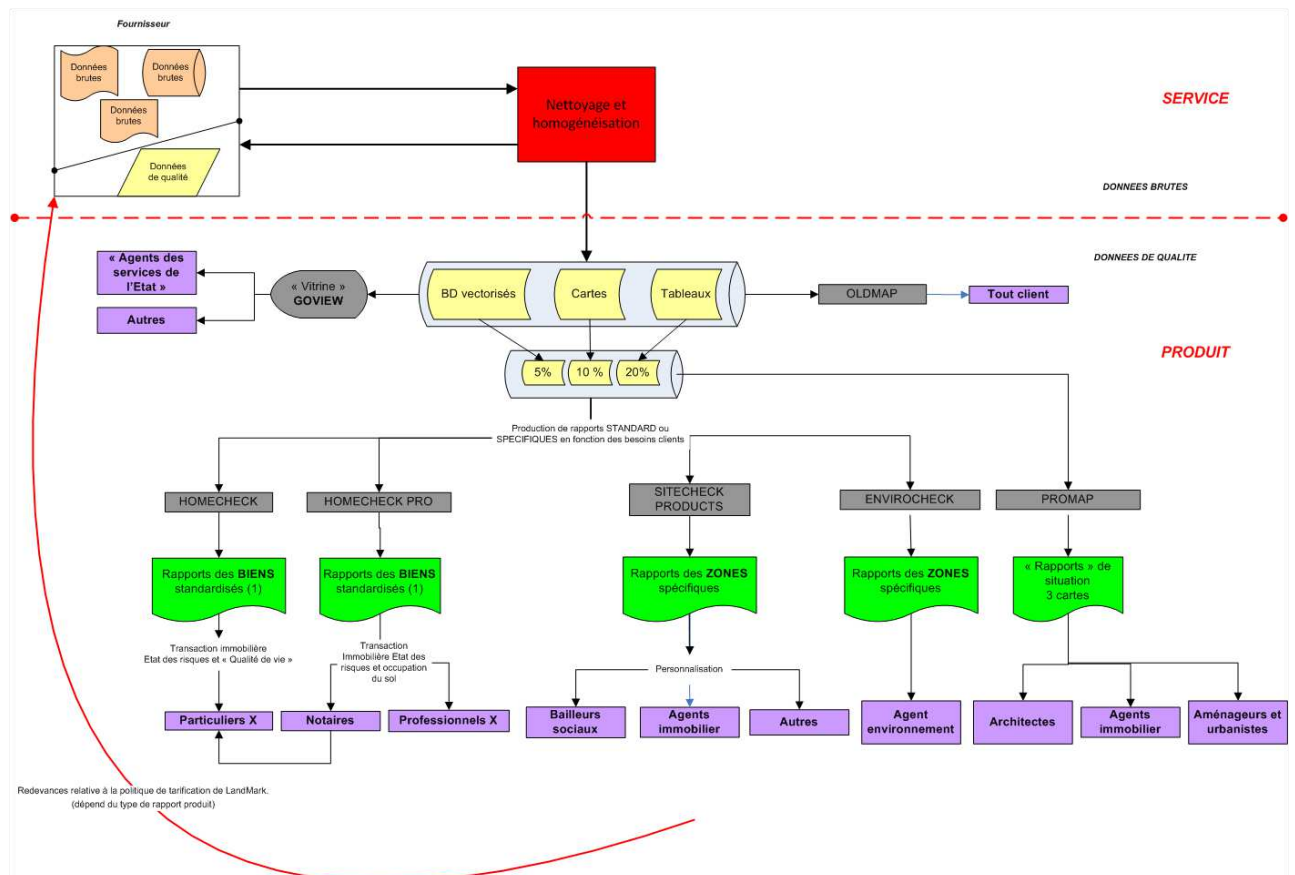 Fournisseur
Données
brutes
Données
brutes
Données
brutes
Données
de qualité
Nettoyage et
homogénéisation
SERVICE
DONNEES BRUTES
DONNEES DE QUALITE
« Agents des
services de
l'Etat »
Autres
« Vitrine »
GOVIEW
BD vectorisés
Cartes
Tableaux
OLDMAP
Tout client
PRODUIT
5%
10 %
20%
Production de rapports STANDARD ou
SPECIFIQUES en fonction des besoins clients
HOMECHECK
HOMECHECK PRO
SITECHECK
PRODUCTS
ENVIROCHECK
PROMAP
Rapports des BIENS
standardisés (1)
Rapports des BIENS
standardisés (1)
Rapports des ZONES
spécifiques
Rapports des ZONES
spécifiques
« Rapports » de
situation
3 cartes
Transaction immobilière
Etat des risques et « Qualité de vie »
Transaction
Immobilière Etat des
risques et occupation
du sol
Personnalisation
Particuliers X
Notaires
Professionnels X
Bailleurs
sociaux
Agents
immobilier
Autres
Agent
environnement
Architectes
Agents
immobilier
Aménageurs et
urbanistes
Redevances relative à la politique de tarification de LandMark.
(dépend du type de rapport produit)